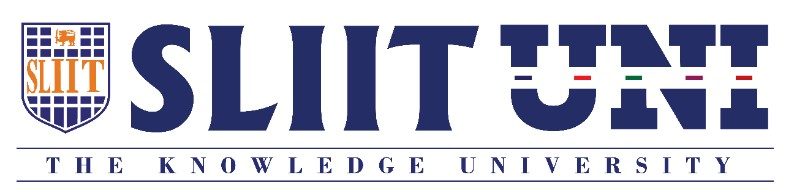 SLIIT
SLIIT UNI
THE KNOWLEDGE UNIVERSITY